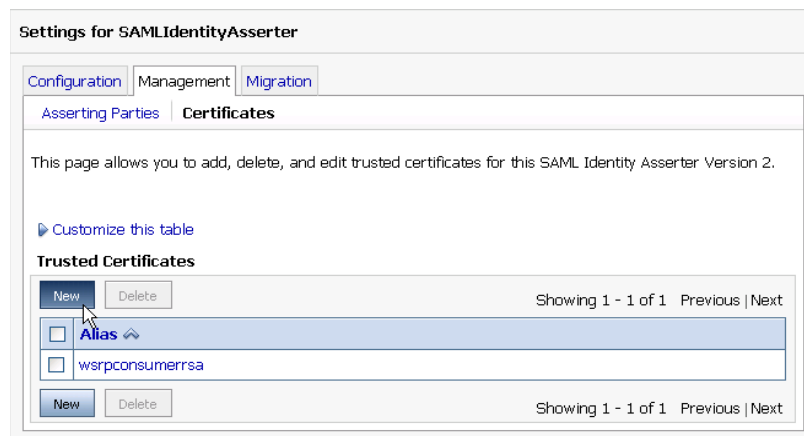 Settings for SAMLIdentityAsserter
Configuration Management Migration
Asserting Parties Certificates
This page allows you to add, delete, and edit trusted certificates for this SAML Identity Asserter Version 2.
Customize this table
Trusted Certificates
New Delete Showing 1 - 1 of 1 Previous | Next
Alias
wsrpconsumerrsa
New Delete Showing 1 - 1 of 1 Previous | Next